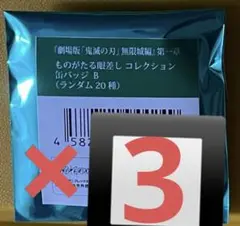 「劇場版「鬼滅の刃」無限城編」第一章
ものがたる眼差し コレクション
缶バッジ B
(ランダム20種)
4 582
×3